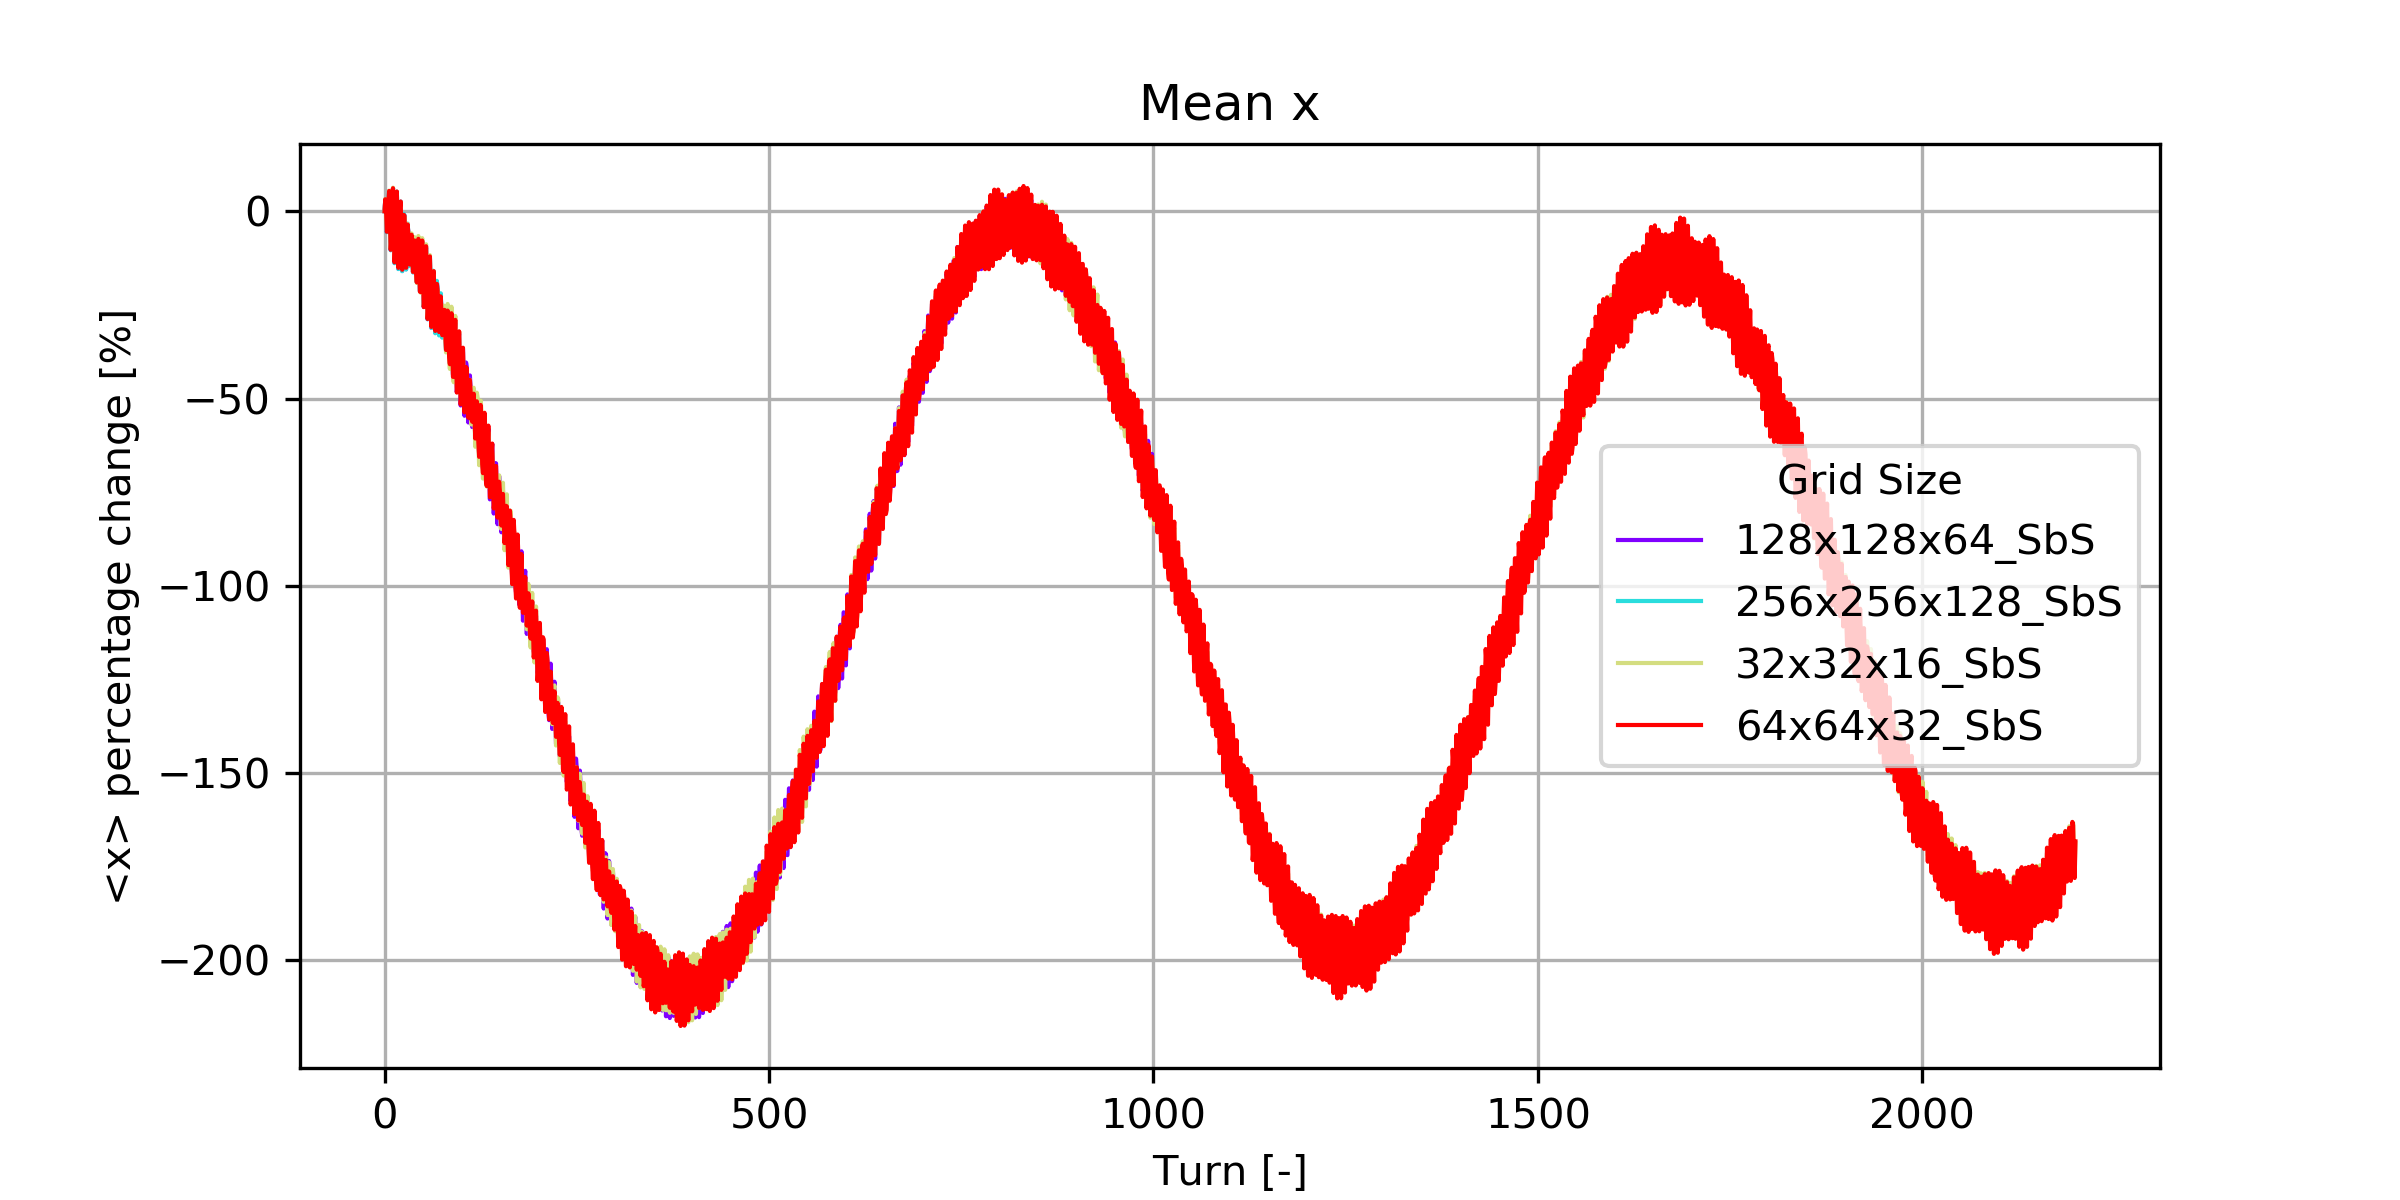 Mean x
<x> percentage change [%]
0
−50
−100
−150
−200
Grid Size
128x128x64_SbS
256x256x128_SbS
32x32x16_SbS
64x64x32_SbS
0 500 1000 1500 2000
Turn [-]